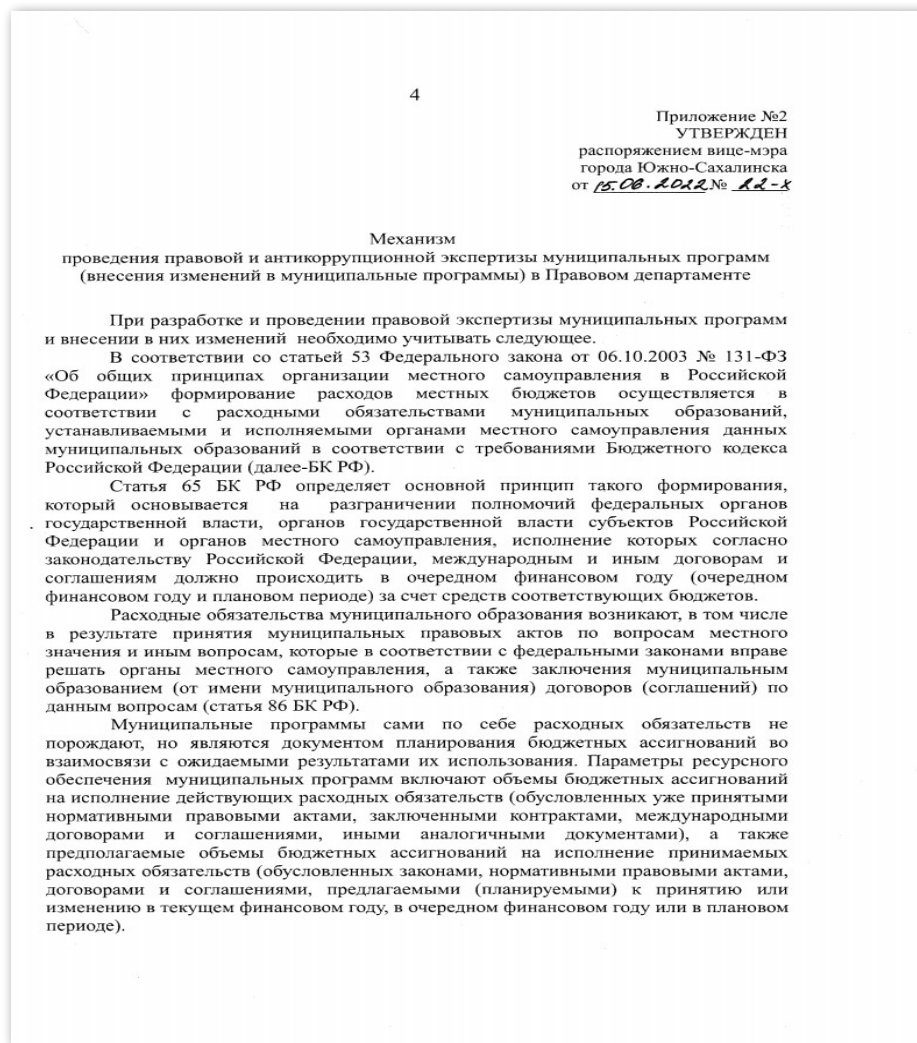 4
Приложение №2
УТВЕРЖДЕН
распоряжением вице-мэра
города Южно-Сахалинска
от 15.06.2022 № 22-х
Механизм
проведения правовой и антикоррупционной экспертизы муниципальных программ
(внесения изменений в муниципальные программы) в Правовом департаменте
При разработке и проведении правовой экспертизы муниципальных программ
и внесении в них изменений необходимо учитывать следующее.
В соответствии со статьей 53 Федерального закона от 06.10.2003 № 131-ФЗ
«Об общих принципах организации местного самоуправления в Российской
Федерации» формирование расходов местных бюджетов осуществляется в
соответствии с расходными обязательствами муниципальных образований,
устанавливаемыми и исполняемыми органами местного самоуправления данных
муниципальных образований в соответствии с требованиями Бюджетного кодекса
Российской Федерации (далее-БК РФ).
Статья 65 БК РФ определяет основной принцип такого формирования,
который основывается на разграничении полномочий федеральных органов
государственной власти, органов государственной власти субъектов Российской
Федерации и органов местного самоуправления, исполнение которых согласно
законодательству Российской Федерации, международным и иным договорам и
соглашениям должно происходить в очередном финансовом году (очередном
финансовом году и плановом периоде) за счет средств соответствующих бюджетов.
Расходные обязательства муниципального образования возникают, в том числе
в результате принятия муниципальных правовых актов по вопросам местного
значения и иным вопросам, которые в соответствии с федеральными законами вправе
решать органы местного самоуправления, а также заключения муниципальным
образованием (от имени муниципального образования) договоров (соглашений) по
данным вопросам (статья 86 БК РФ).
Муниципальные программы сами по себе расходных обязательств не
порождают, но являются документом планирования бюджетных ассигнований во
взаимосвязи с ожидаемыми результатами их использования. Параметры ресурсного
обеспечения муниципальных программ включают объемы бюджетных ассигнований
на исполнение действующих расходных обязательств (обусловленных уже принятыми
нормативными правовыми актами, заключенными контрактами, международными
договорами и соглашениями, иными аналогичными документами), а также
предполагаемые объемы бюджетных ассигнований на исполнение принимаемых
расходных обязательств (обусловленных законами, нормативными правовыми актами,
договорами и соглашениями, предлагаемыми (планируемыми) к принятию или
изменению в текущем финансовом году, в очередном финансовом году или в плановом
периоде).